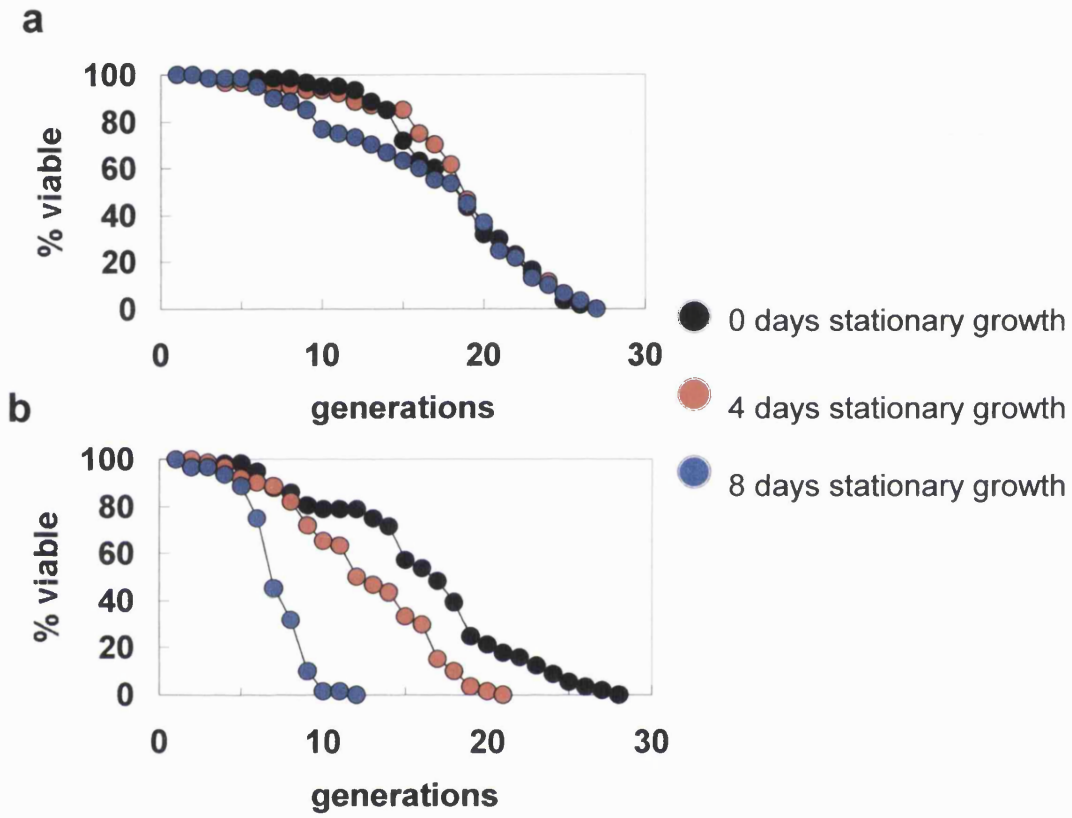 a
100
80
60
40
20
0
% viable
0 10 20 30
generations
0 days stationary growth
4 days stationary growth
8 days stationary growth
b
100
80
60
40
20
0
% viable
0 10 20 30
generations